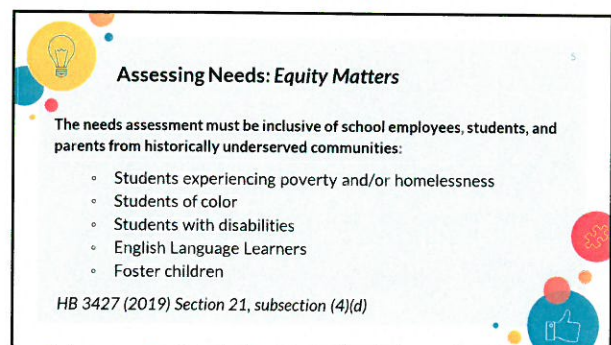 5
Assessing Needs: Equity Matters
The needs assessment must be inclusive of school employees, students, and
parents from historically underserved communities:
◦ Students experiencing poverty and/or homelessness
◦ Students of color
◦ Students with disabilities
◦ English Language Learners
◦ Foster children
HB 3427 (2019) Section 21, subsection (4)(d)